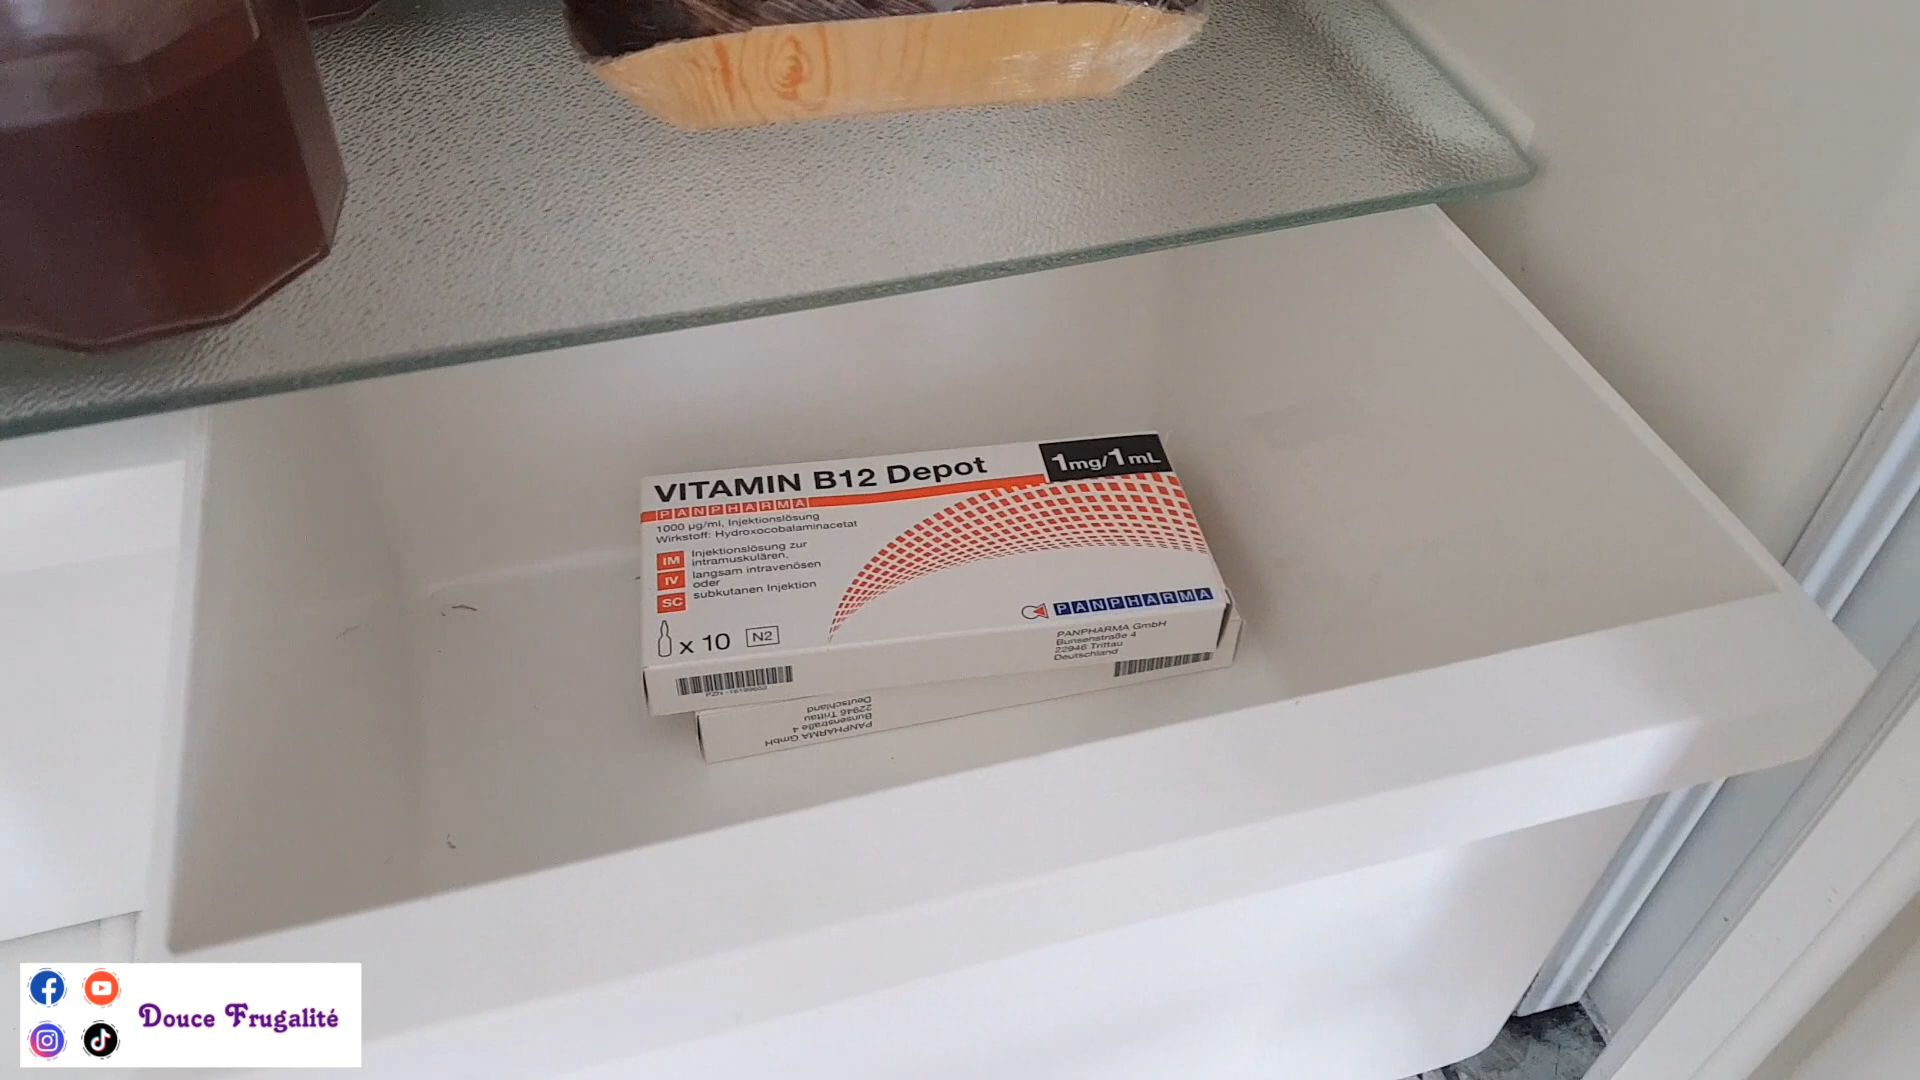 VITAMIN B12 Depot
1mg/1mL
PANPHARMA
1000 µg/ml, Injektionslösung
Wirkstoff: Hydroxocobalaminacetat
IM
IV
SC
Injektionslösung zur
intramuskulären,
langsam intravenösen
oder
subkutanen Injektion
x 10 N2
PANPHARMA
PANPHARMA GmbH
Bunsenstraße 4
22946 Trittau
Deutschland
PANPHARMA GmbH
Bunsenstraße 4
22946 Trittau
Deutschland
Douce Frugalité